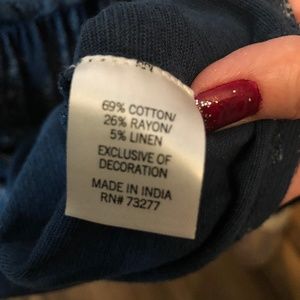 69% COTTON/
26% RAYON/
5% LINEN
EXCLUSIVE OF
DECORATION
MADE IN INDIA
RN# 73277